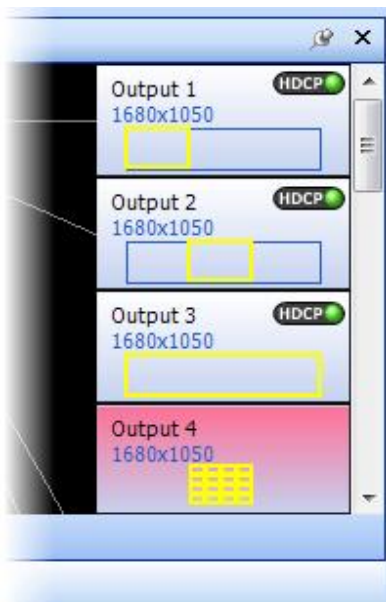 Output 1
HDCP
1680x1050
Output 2
HDCP
1680x1050
Output 3
HDCP
1680x1050
Output 4
1680x1050